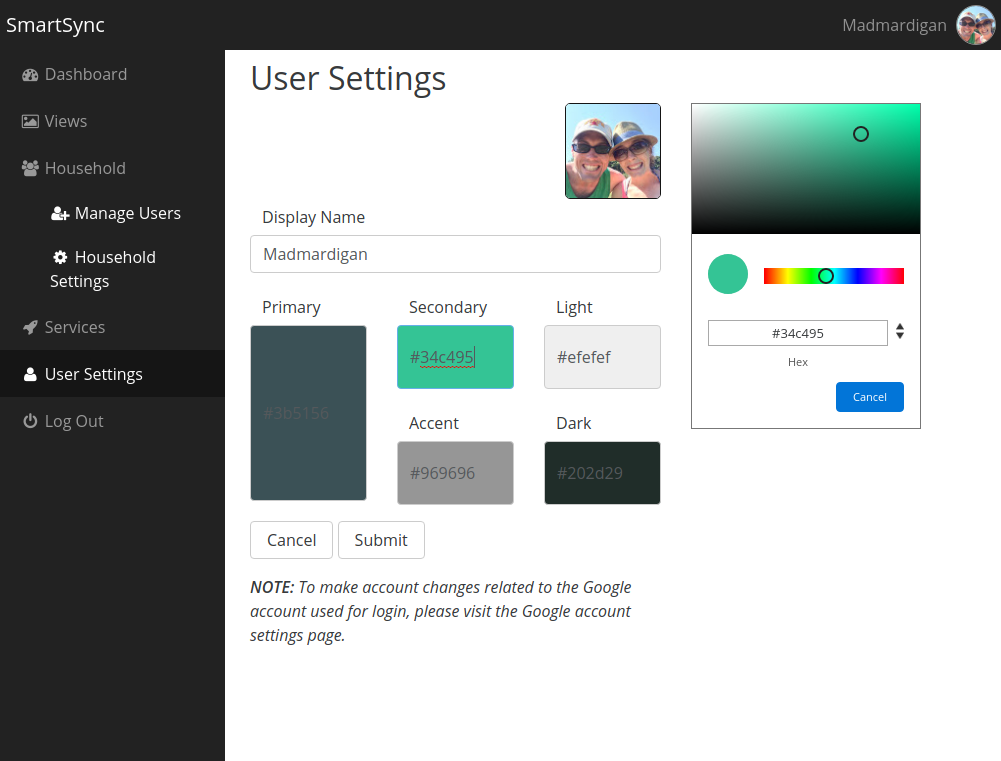 SmartSync
Madmardigan
Dashboard
Views
Household
Manage Users
Household
Settings
Services
User Settings
Log Out
User Settings
Display Name
Madmardigan
Primary
Secondary
Light
#3b5156
#34c495
#efefef
Accent
Dark
#969696
#202d29
Cancel
Submit
NOTE: To make account changes related to the Google
account used for login, please visit the Google account
settings page.
#34c495
Hex
Cancel